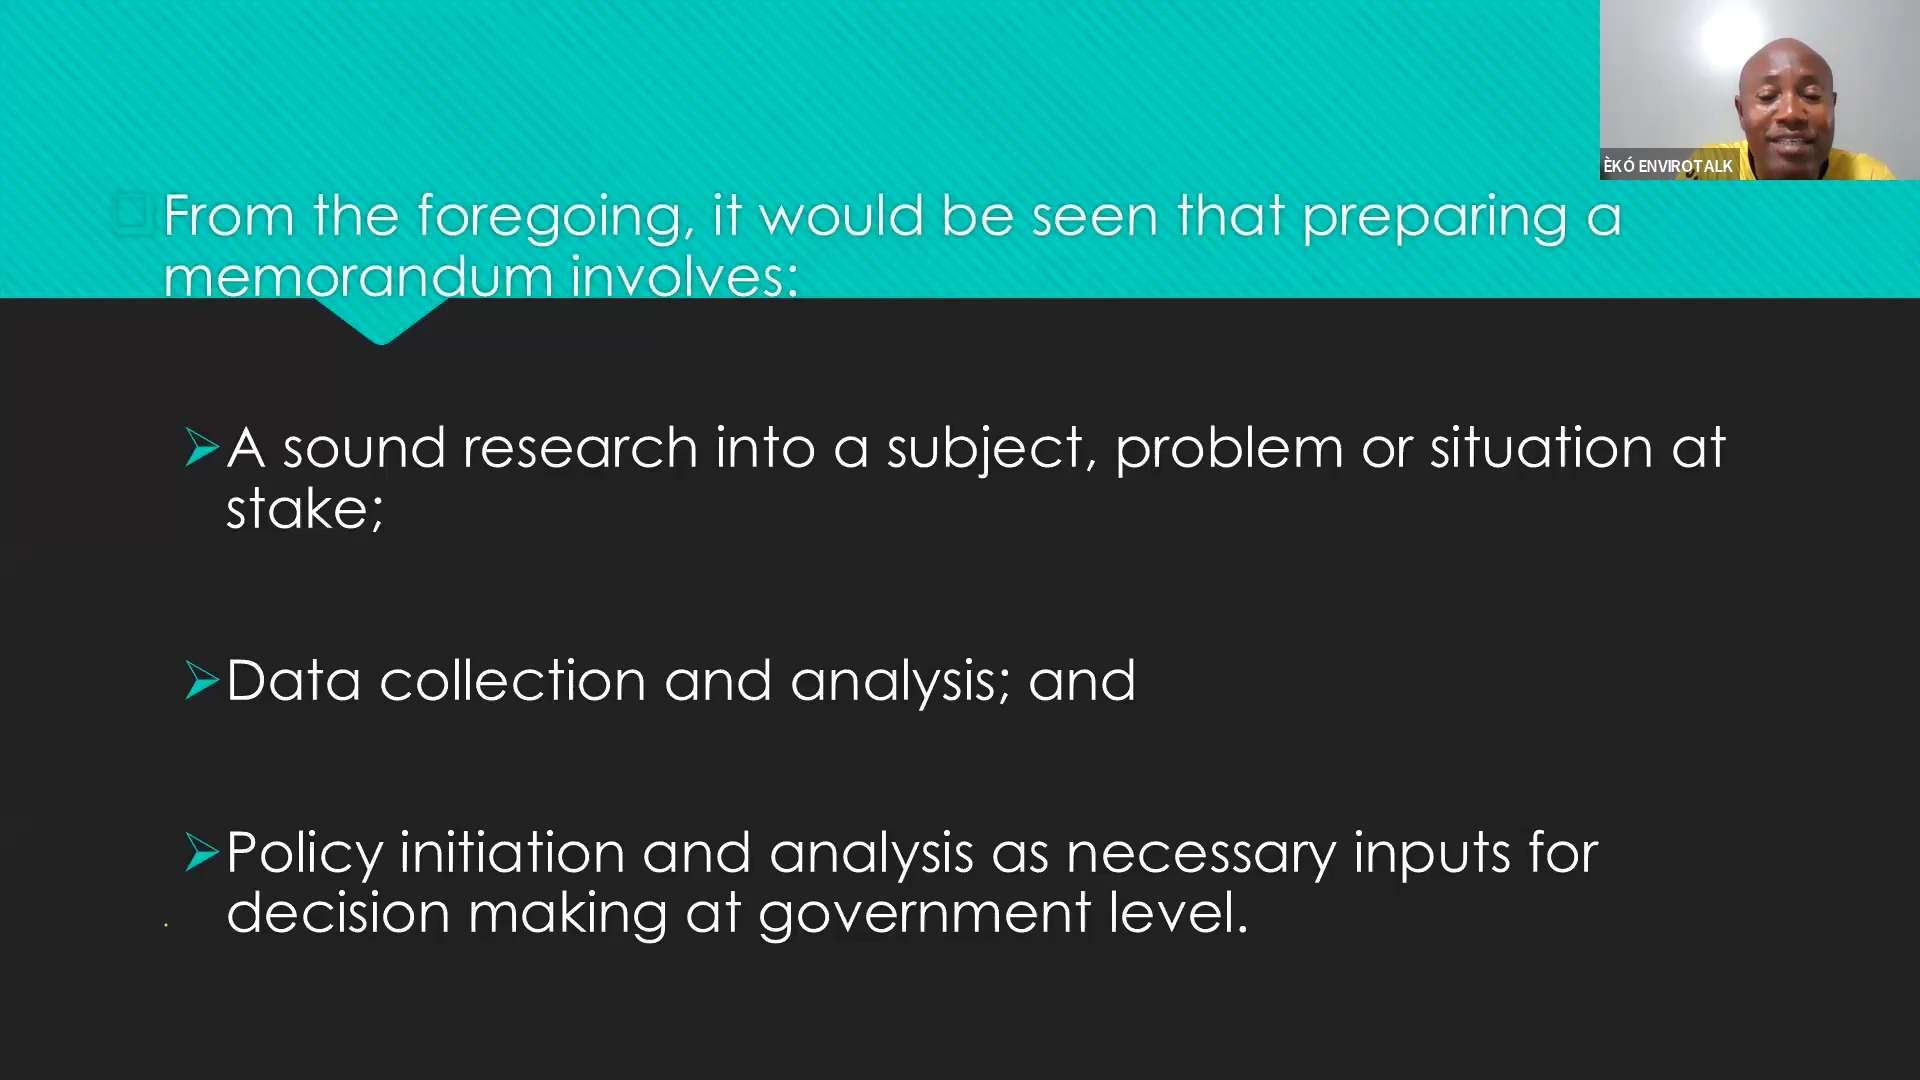 ÈKÓ ENVIROTALK
From the foregoing, it would be seen that preparing a
memorandum involves:
A sound research into a subject, problem or situation at
stake;
Data collection and analysis; and
Policy initiation and analysis as necessary inputs for
decision making at government level.